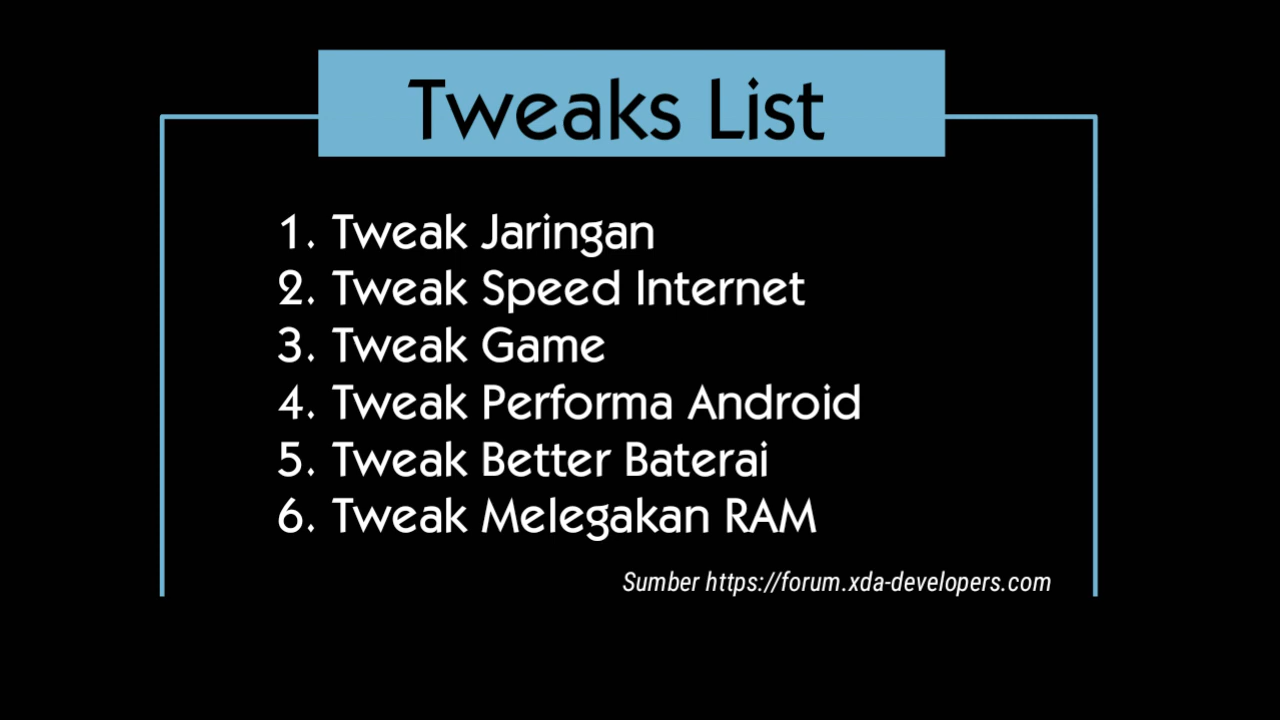 Tweaks List
1. Tweak Jaringan
2. Tweak Speed Internet
3. Tweak Game
4. Tweak Performa Android
5. Tweak Better Baterai
6. Tweak Melegakan RAM
Sumber https://forum.xda-developers.com